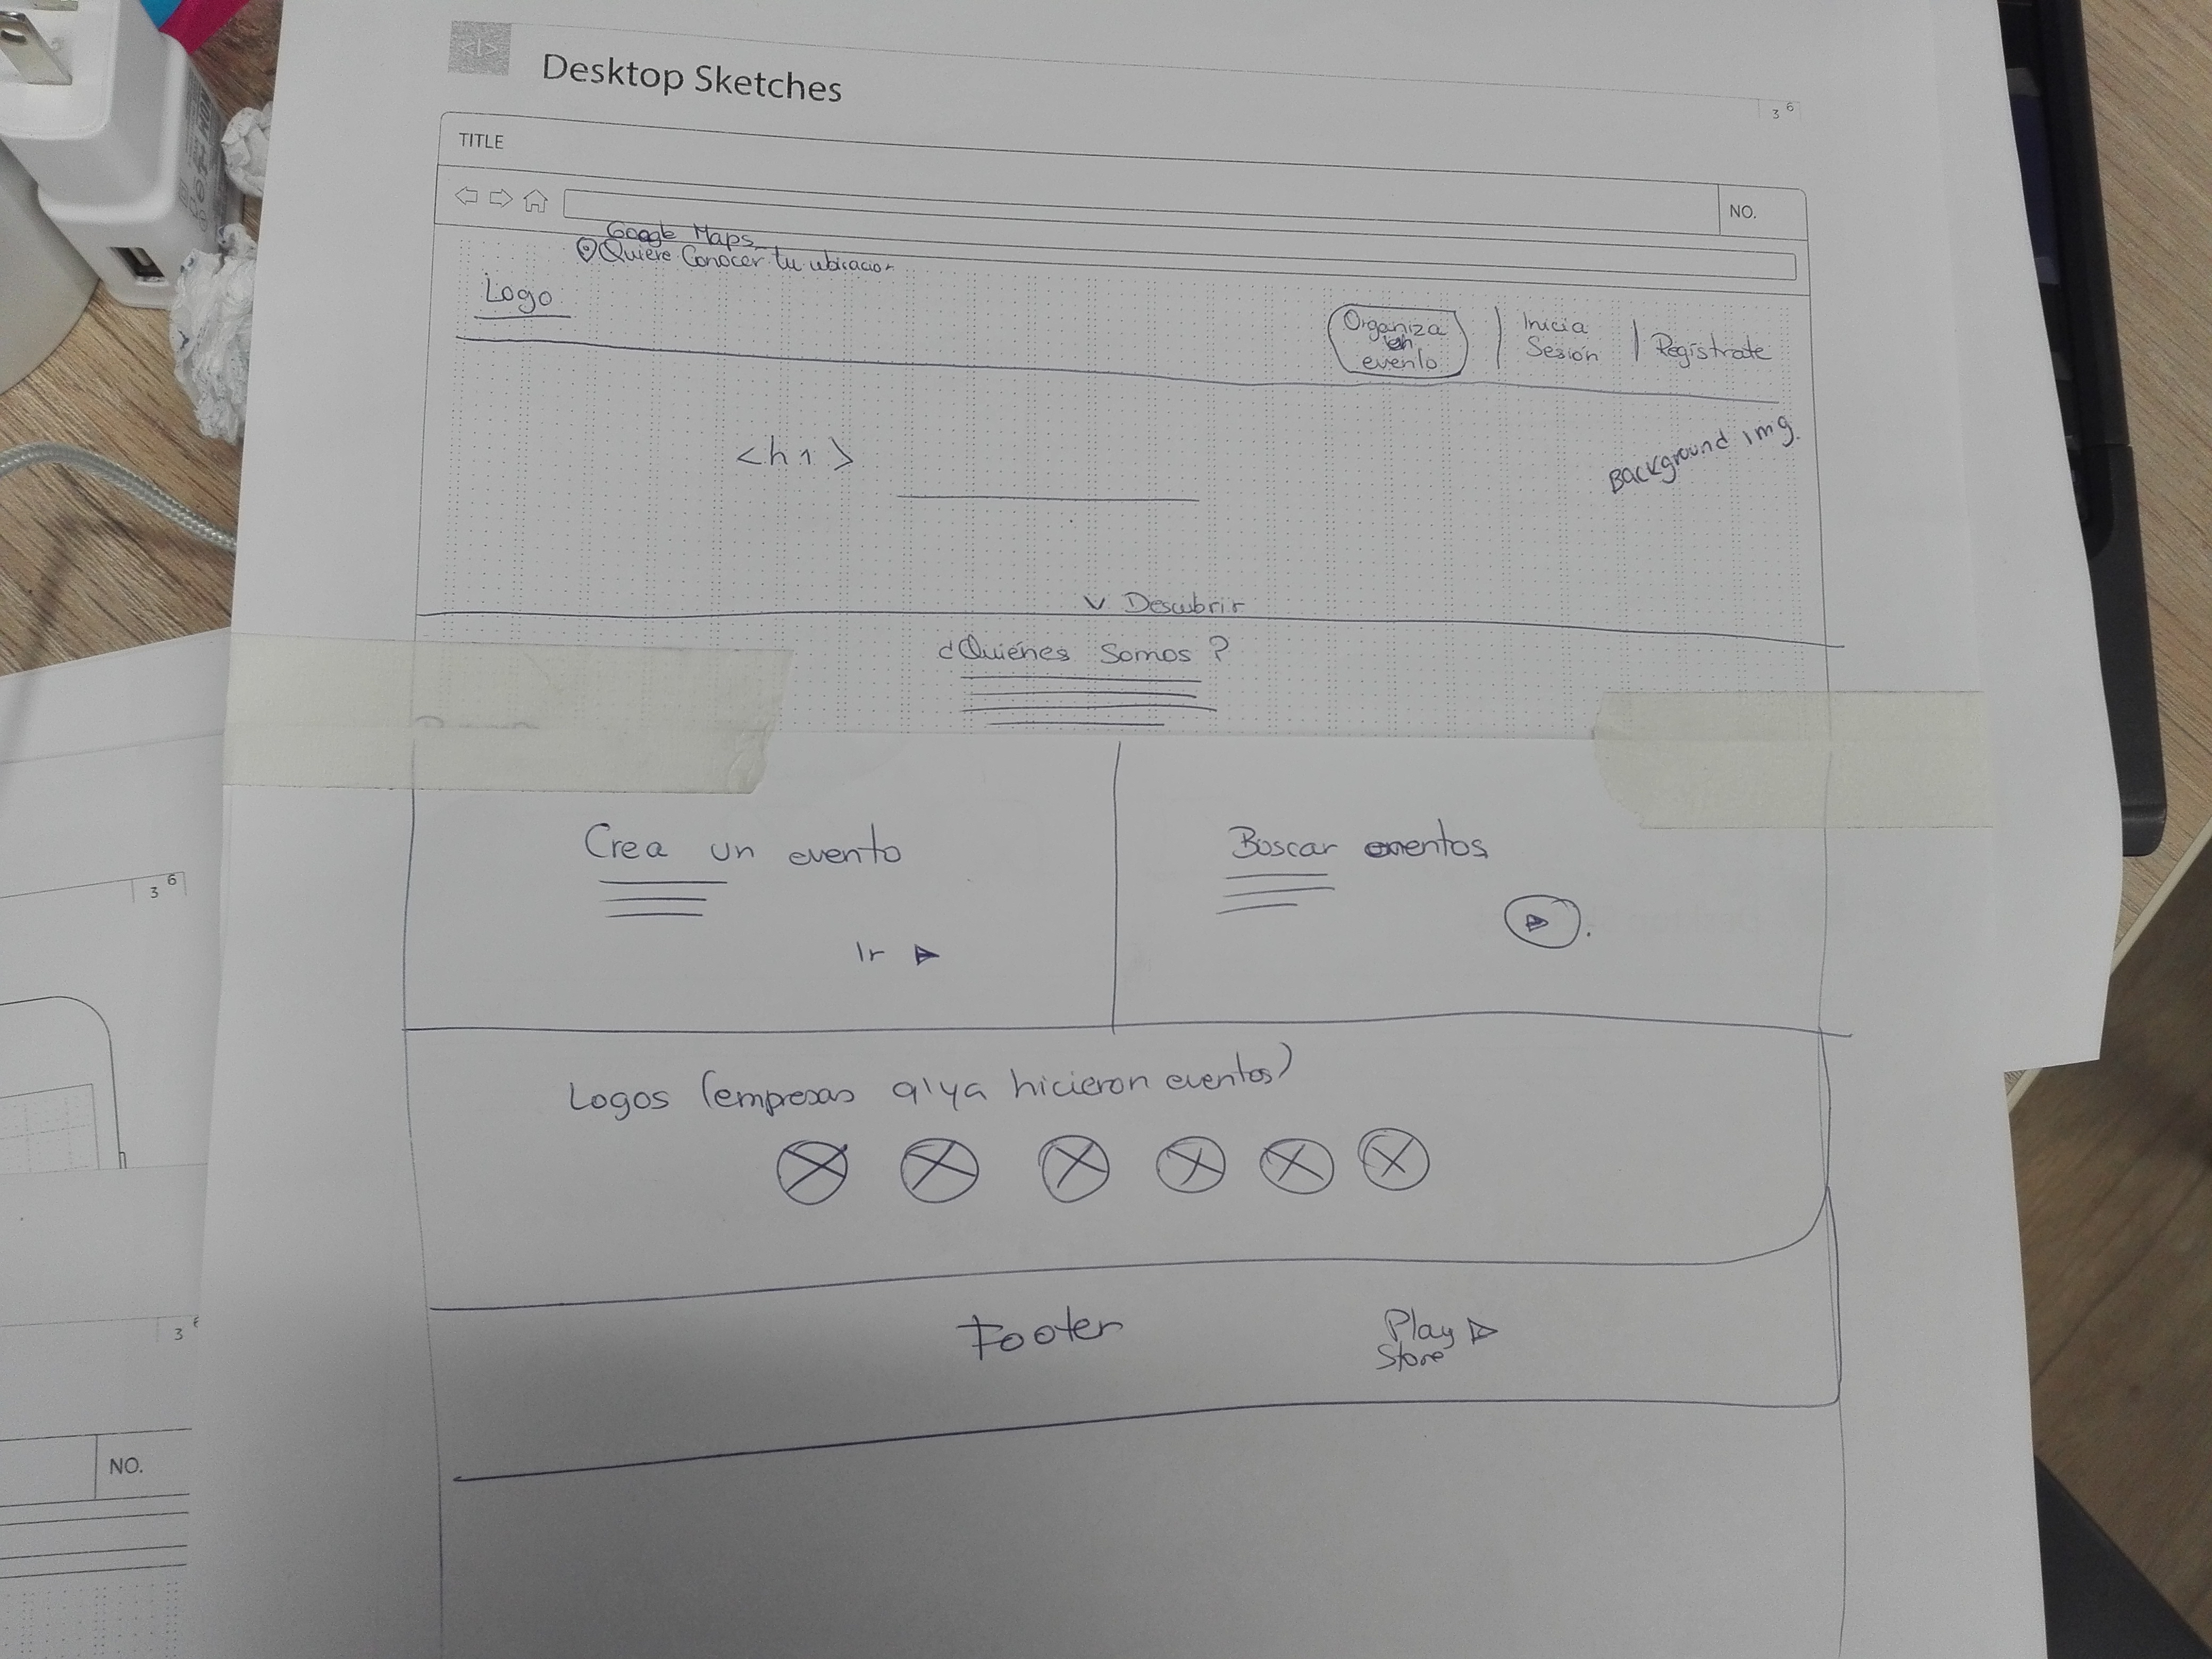 <|>
Desktop Sketches
3 6
TITLE
NO.
Google Maps
Quiere Conocer tu ubicacion
Logo
Organiza
un
evento
Inicia
Sesión
Regístrate
<h1>
Background img.
V Descubrir
¿Quiénes Somos?
Crea un evento
Ir
Buscar eventos
Logos (empresas q' ya hicieron eventos)
Footer
Play
Store
3 6
3
NO.